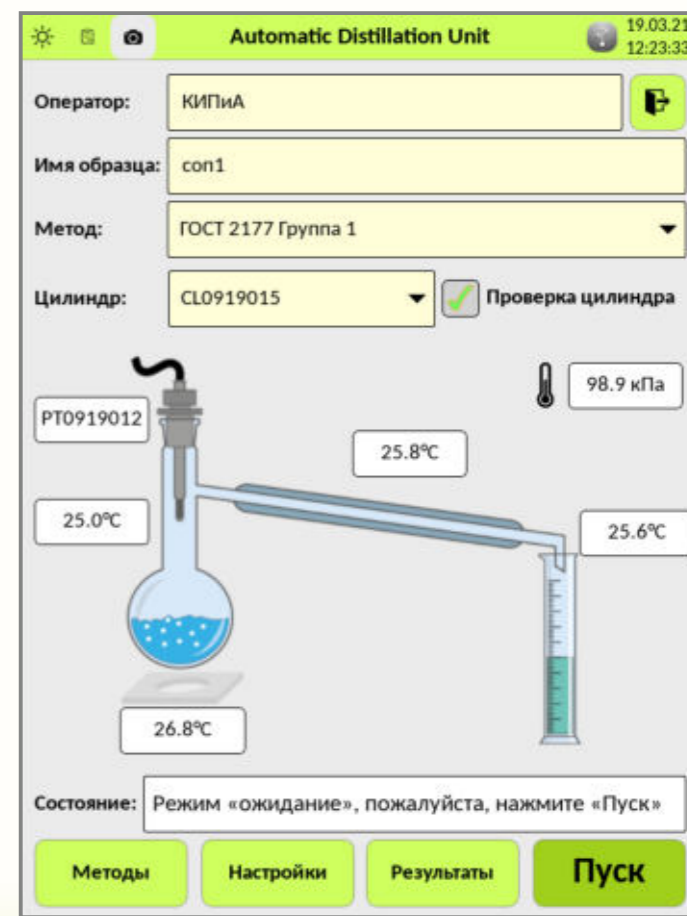 Automatic Distillation Unit
19.03.21
12:23:33
Оператор:
КИПиА
Имя образца:
соп1
Метод:
ГОСТ 2177 Группа 1
Цилиндр:
CL0919015
Проверка цилиндра
98.9 кПа
PT0919012
25.8°C
25.0°C
25.6°C
26.8°C
Состояние:
Режим «ожидание», пожалуйста, нажмите «Пуск»
Методы
Настройки
Результаты
Пуск